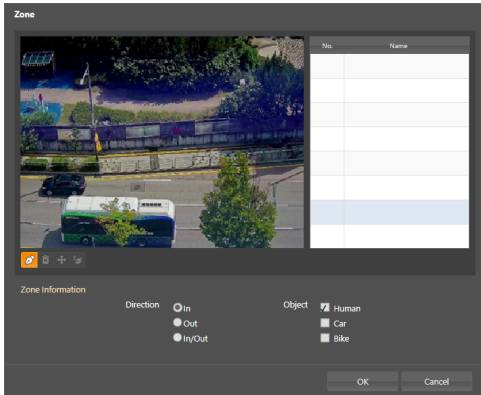 Zone
No. Name
Zone Information
Direction In Object Human
Out Car
In/Out Bike
OK Cancel